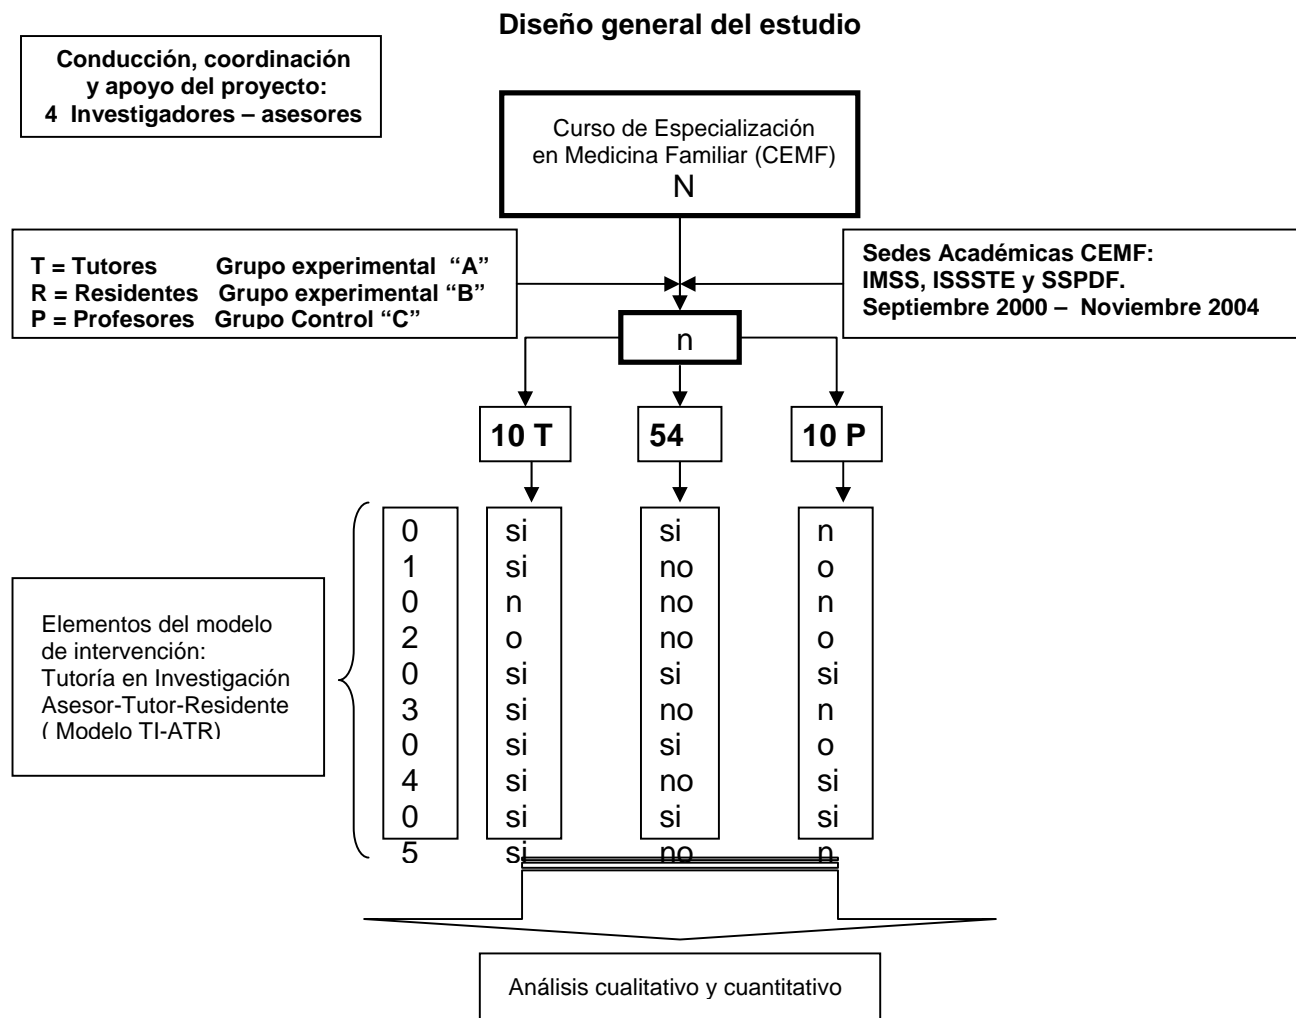 Diseño general del estudio
Conducción, coordinación
y apoyo del proyecto:
4 Investigadores – asesores
Curso de Especialización
en Medicina Familiar (CEMF)
N
T = Tutores Grupo experimental “A”
R = Residentes Grupo experimental “B”
P = Profesores Grupo Control “C”
Sedes Académicas CEMF:
IMSS, ISSSTE y SSPDF.
Septiembre 2000 – Noviembre 2004
n
10 T 54 10 P
0 si si n
1 si no o
0 n no n
2 o no o
0 si si si
3 si no n
0 si si o
4 si no si
0 si si si
5 si no n
Elementos del modelo
de intervención:
Tutoría en Investigación
Asesor-Tutor-Residente
( Modelo TI-ATR)
Análisis cualitativo y cuantitativo